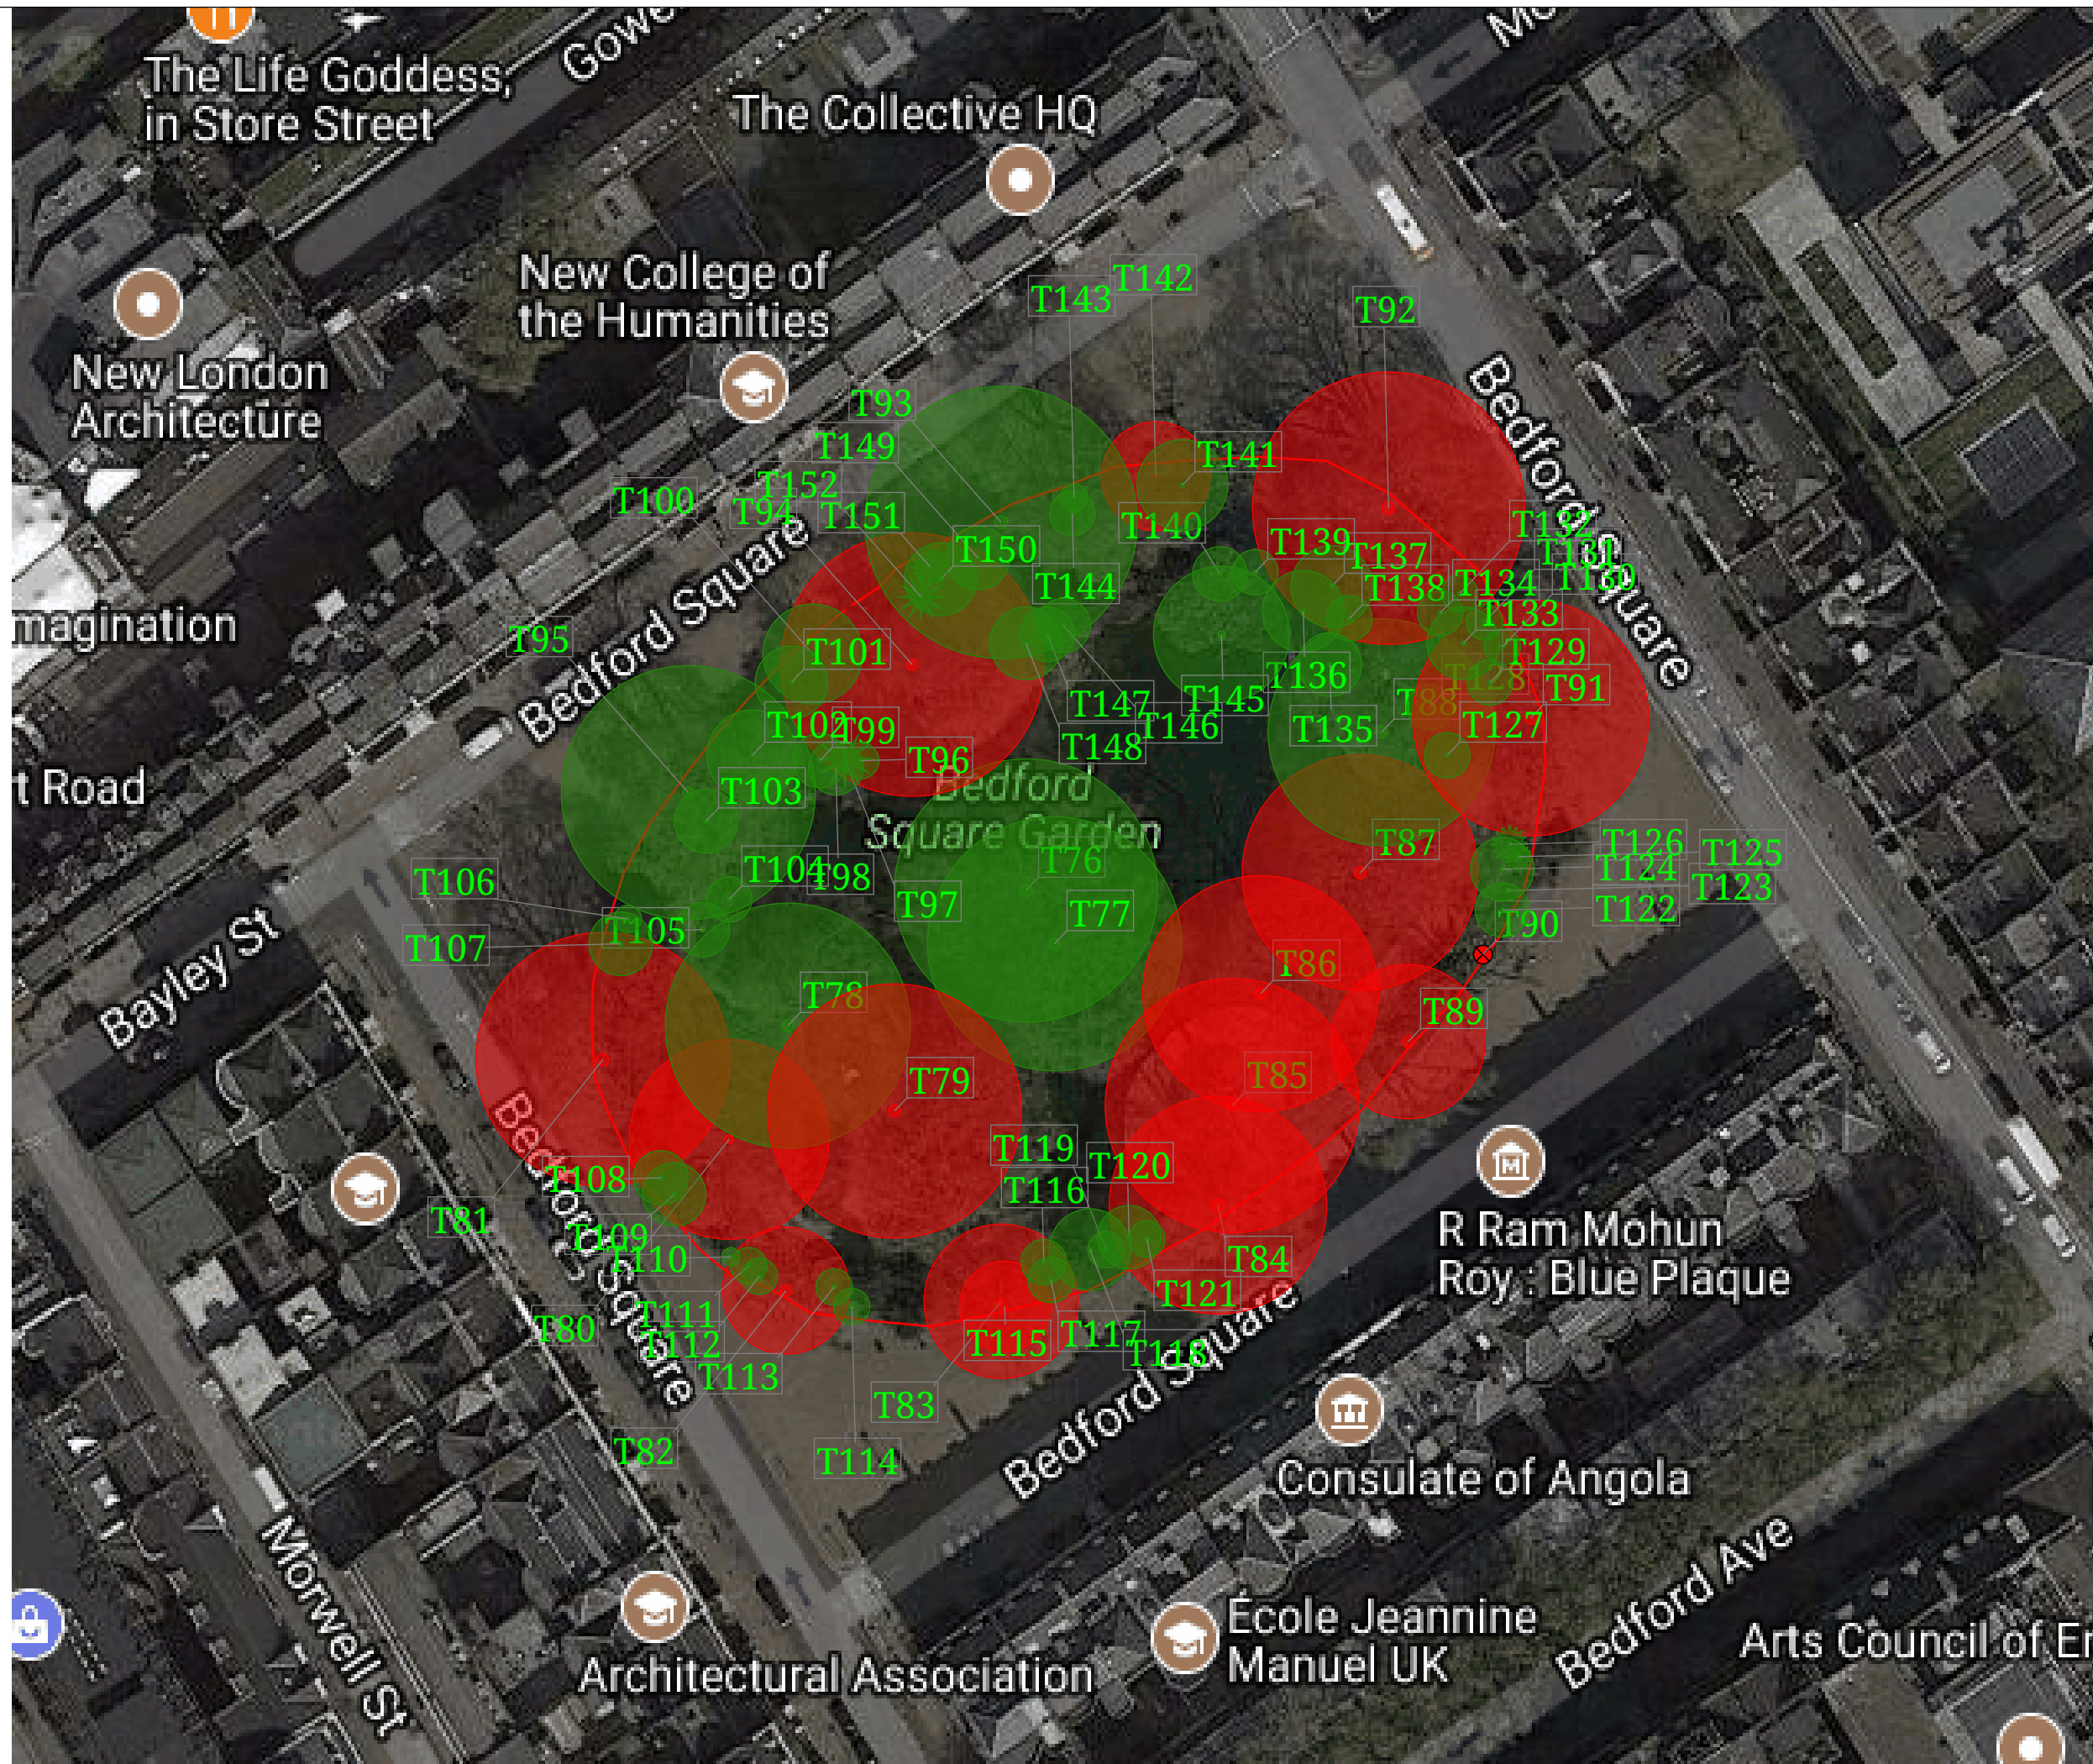 Gowe
Mo
The Life Goddess,
in Store Street
The Collective HQ
New College of
the Humanities
T142
T143
T92
New London
Architecture
T93
Bedford Square
T149
T141
T152
T100
T94
T151
T140
T132
T150
T139
T137
T131
T144
T138
T134
T130
Bedford Square
T133
magination
T95
T101
T129
T128
T136
T91
T147
T145
T88
T102
T99
T146
T135
T127
T148
T96
t Road
T103
Bedford
Square Garden
T87
T126
T125
T76
T104
T98
T124
T106
T123
T97
T77
T122
T105
T90
T107
Bayley St
T86
T78
T89
T85
T79
Bedford Square
T119
T120
T108
T116
T81
R Ram Mohun
Roy : Blue Plaque
T109
T110
T84
T121
T111
T80
T115
T117
T112
T118
T113
T83
Bedford Square
T82
T114
Consulate of Angola
Morwell St
École Jeannine
Manuel UK
Bedford Ave
Arts Council of En
Architectural Association